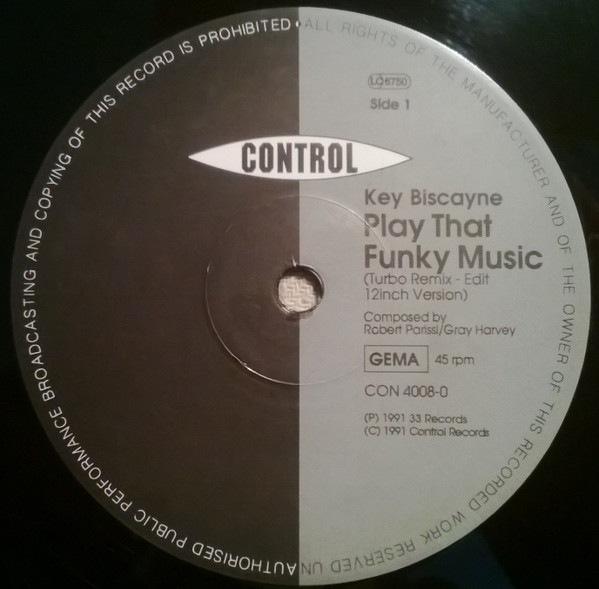 ALL RIGHTS OF THE MANUFACTURER AND OF THE OWNER OF THIS RECORDED WORK RESERVED UNAUTHORISED PUBLIC PERFORMANCE BROADCASTING AND COPYING OF THIS RECORD IS PROHIBITED •
LC 6750
Side 1
CONTROL
Key Biscayne
Play That
Funky Music
(Turbo Remix - Edit
12inch Version)
Composed by
Robert Parissi/Gray Harvey
GEMA 45 rpm
CON 4008-0
(P) 1991 33 Records
(C) 1991 Control Records